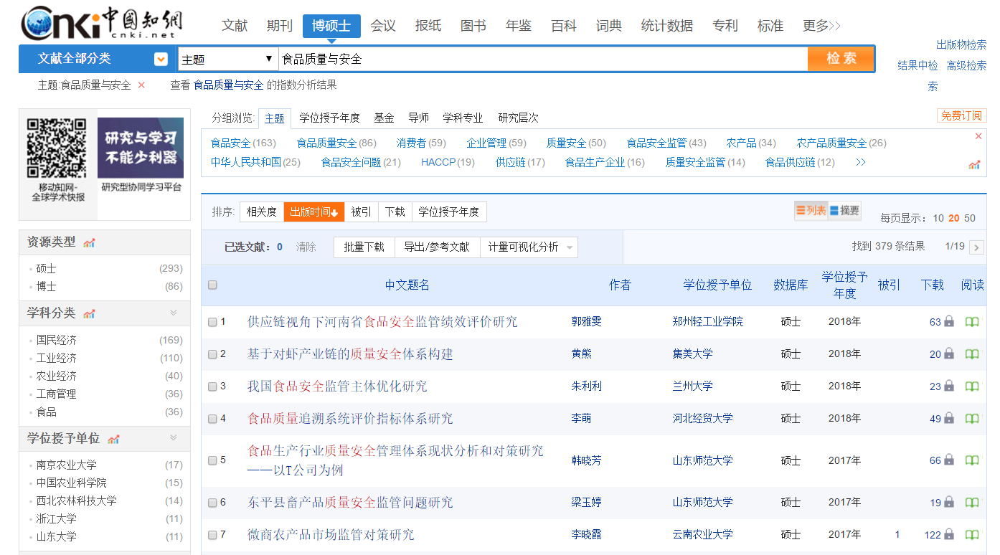 Cnki 中國知網
cnki.net
文献 期刊 博硕士 会议 报纸 图书 年鉴 百科 词典 统计数据 专利 标准 更多>>
文献全部分类 主题 ▼ 食品质量与安全 检索
出版物检索
结果中检索 高级检索
主题:食品质量与安全 × 查看 食品质量与安全 的指数分析结果
研究与学习
不能少利器
移动知网-
全球学术快报
研究型协同学习平台
分组浏览: 主题 学位授予年度 基金 导师 学科专业 研究层次 免费订阅
食品安全(163) 食品质量安全(86) 消费者(59) 企业管理(59) 质量安全(50) 食品安全监管(43) 农产品(34) 农产品质量安全(26) ×
中华人民共和国(25) 食品安全问题(21) HACCP(19) 供应链(17) 食品生产企业(16) 质量安全监管(14) 食品供应链(12) >>
资源类型
硕士 (293)
博士 (86)
学科分类
国民经济 (169)
工业经济 (110)
农业经济 (40)
工商管理 (36)
食品 (36)
学位授予单位
南京农业大学 (17)
中国农业科学院 (15)
西北农林科技大学 (14)
浙江大学 (11)
山东大学 (11)
排序: 相关度 出版时间 被引 下载 学位授予年度 列表 摘要 每页显示: 10 20 50
已选文献: 0 清除 批量下载 导出/参考文献 计量可视化分析 找到 379 条结果 1/19 >
中文题名 作者 学位授予单位 数据库 学位授予年度 被引 下载 阅读
1 供应链视角下河南省食品安全监管绩效评价研究 郭雅雯 郑州轻工业学院 硕士 2018年 63
2 基于对虾产业链的质量安全体系构建 黄熊 集美大学 硕士 2018年 20
3 我国食品安全监管主体优化研究 朱利利 兰州大学 硕士 2018年 23
4 食品质量追溯系统评价指标体系研究 李萌 河北经贸大学 硕士 2018年 49
5 食品生产行业质量安全管理体系现状分析和对策研究
——以T公司为例 韩晓芳 山东师范大学 硕士 2017年 66
6 东平县畜产品质量安全监管问题研究 梁玉婷 山东师范大学 硕士 2017年 19
7 微商农产品市场监管对策研究 李晓霞 云南农业大学 硕士 2017年 1 122